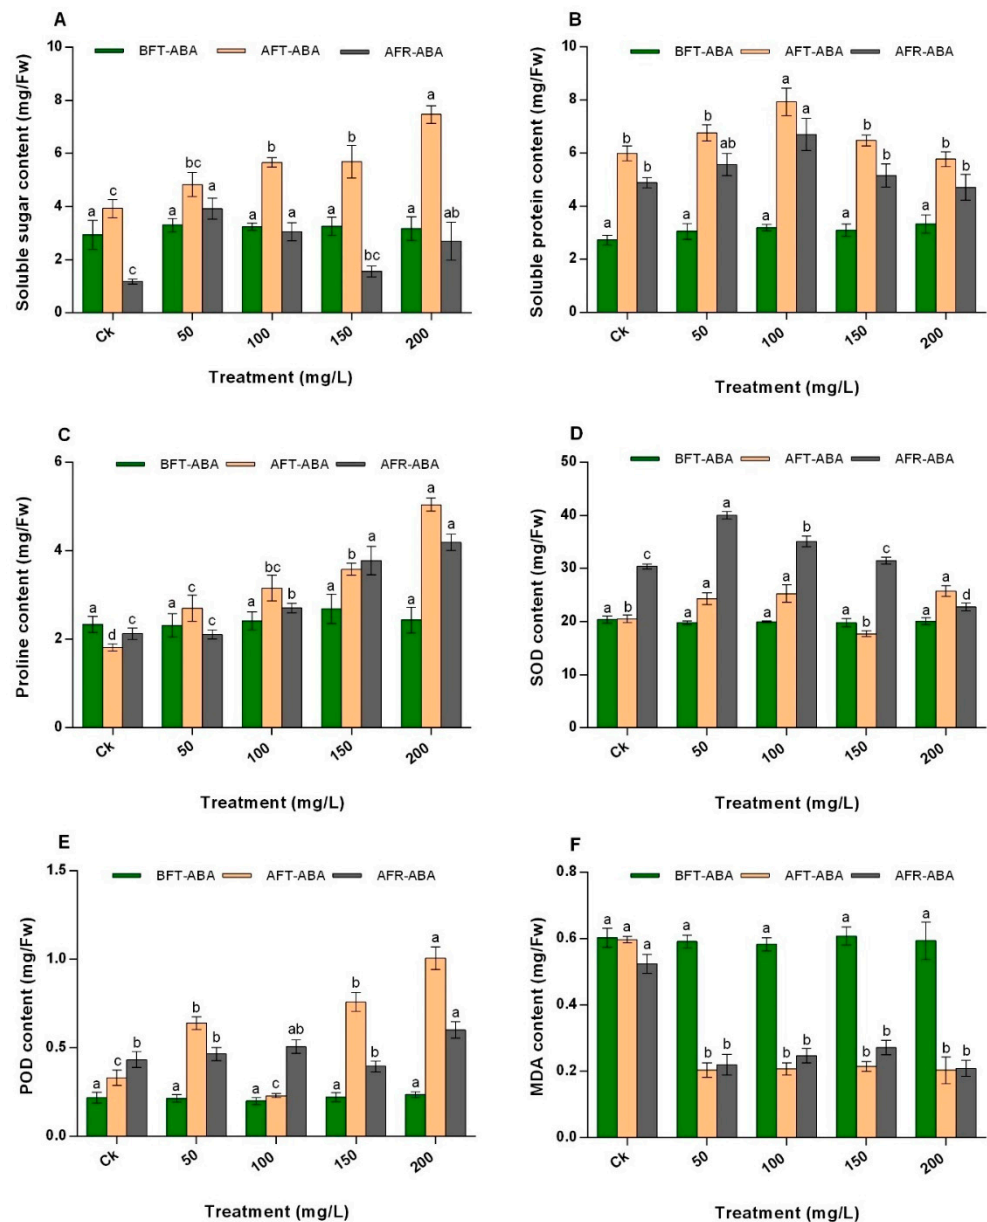 A
BFT-ABA AFT-ABA AFR-ABA
Soluble sugar content (mg/Fw)
10
8
6
4
2
0
a c c
a bc a
a b a
a b bc
a a ab
Ck 50 100 150 200
Treatment (mg/L)
B
BFT-ABA AFT-ABA AFR-ABA
Soluble protein content (mg/Fw)
10
8
6
4
2
0
a b b
a b ab
a a a
a b b
a b b
Ck 50 100 150 200
Treatment (mg/L)
C
BFT-ABA AFT-ABA AFR-ABA
Proline content (mg/Fw)
6
4
2
0
a d c
a c c
a bc b
a b a
a a a
Ck 50 100 150 200
Treatment (mg/L)
D
BFT-ABA AFT-ABA AFR-ABA
SOD content (mg/Fw)
50
40
30
20
10
0
a b c
a a a
a a b
a b c
a a d
Ck 50 100 150 200
Treatment (mg/L)
E
BFT-ABA AFT-ABA AFR-ABA
POD content (mg/Fw)
1.5
1.0
0.5
0.0
a c b
a b b
a c ab
a b b
a a a
Ck 50 100 150 200
Treatment (mg/L)
F
BFT-ABA AFT-ABA AFR-ABA
MDA content (mg/Fw)
0.8
0.6
0.4
0.2
0.0
a a a
a b b
a b b
a b b
a b b
Ck 50 100 150 200
Treatment (mg/L)